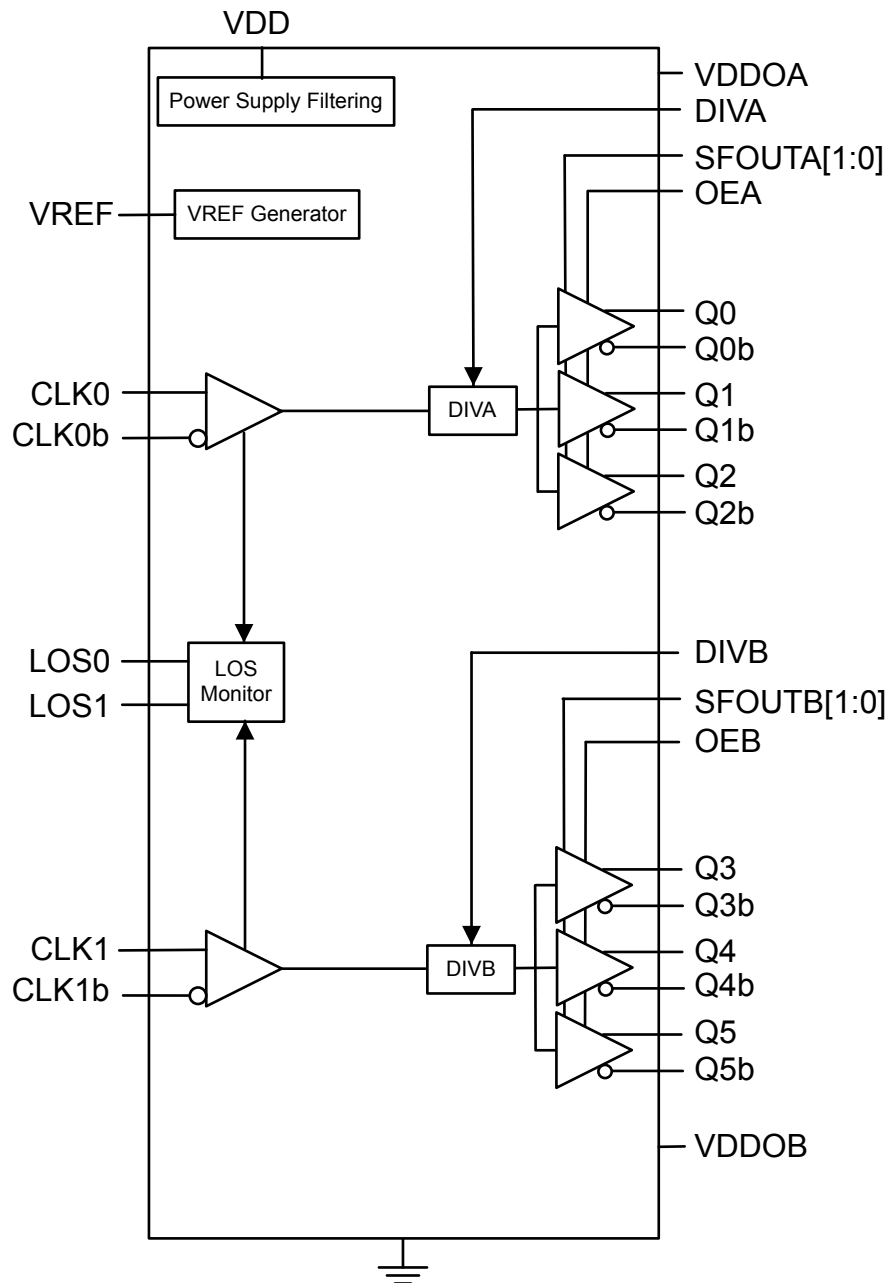 VDD
Power Supply Filtering
VDDOA
DIVA
SFOUTA[1:0]
OEA
VREF
VREF Generator
Q0
Q0b
CLK0
CLK0b
DIVA
Q1
Q1b
Q2
Q2b
LOS0
LOS1
LOS
Monitor
DIVB
SFOUTB[1:0]
OEB
Q3
Q3b
CLK1
CLK1b
DIVB
Q4
Q4b
Q5
Q5b
VDDOB